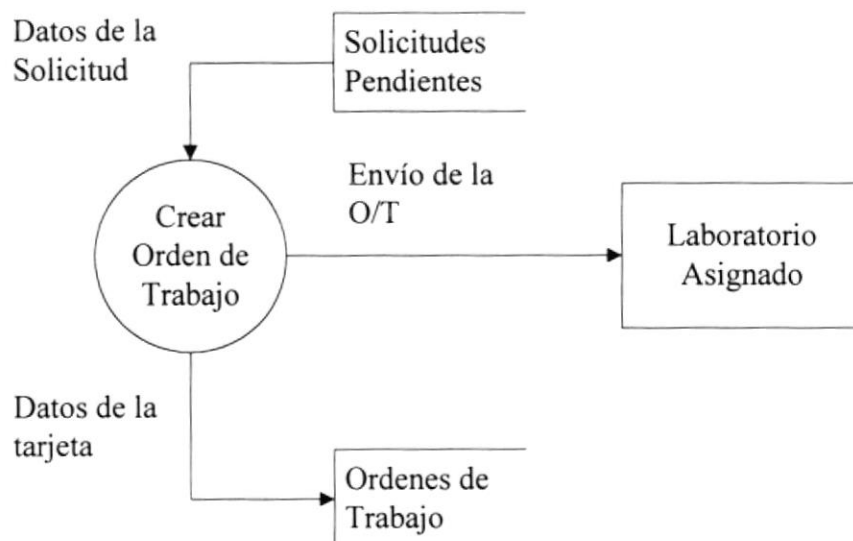 Datos de la
Solicitud
Solicitudes
Pendientes
Envío de la
O/T
Crear
Orden de
Trabajo
Laboratorio
Asignado
Datos de la
tarjeta
Ordenes de
Trabajo